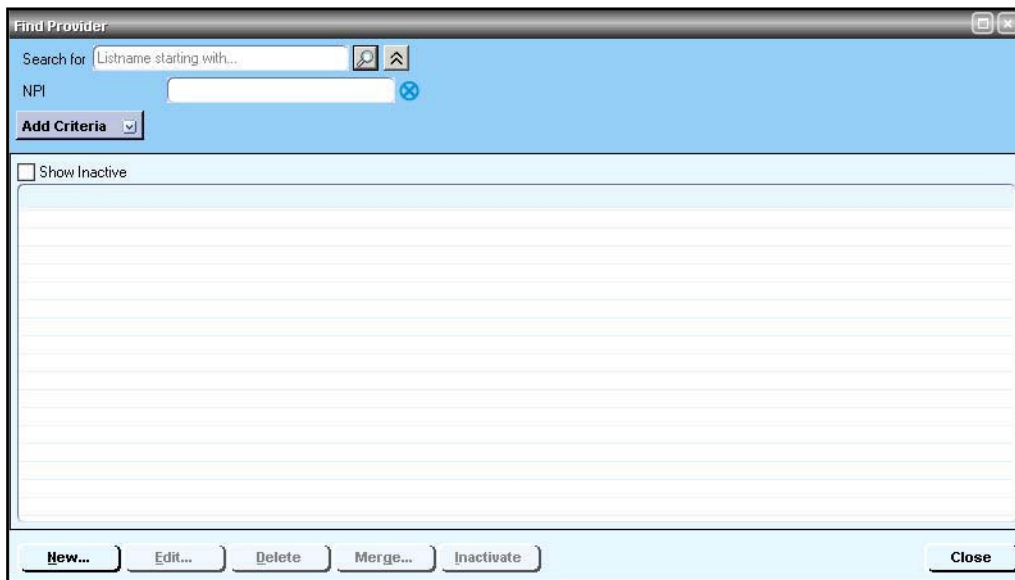 Find Provider
Search for Listname starting with...
NPI
Add Criteria
Show Inactive
New... Edit... Delete Merge... Inactivate Close